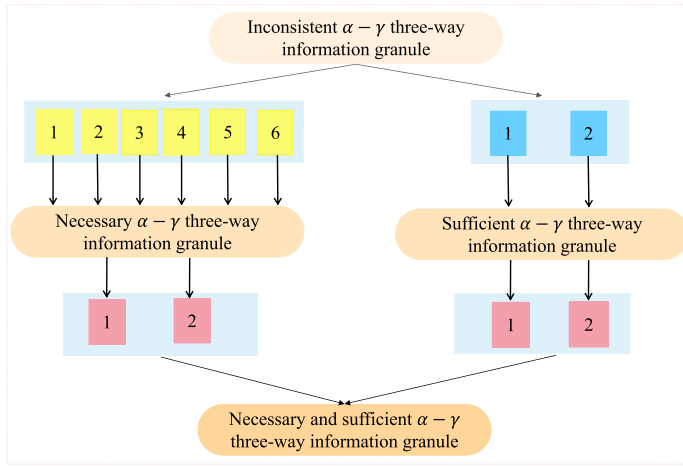 Inconsistent α − γ three-way
information granule
1 2 3 4 5 6
1 2
Necessary α − γ three-way
information granule
Sufficient α − γ three-way
information granule
1 2
1 2
Necessary and sufficient α − γ
three-way information granule